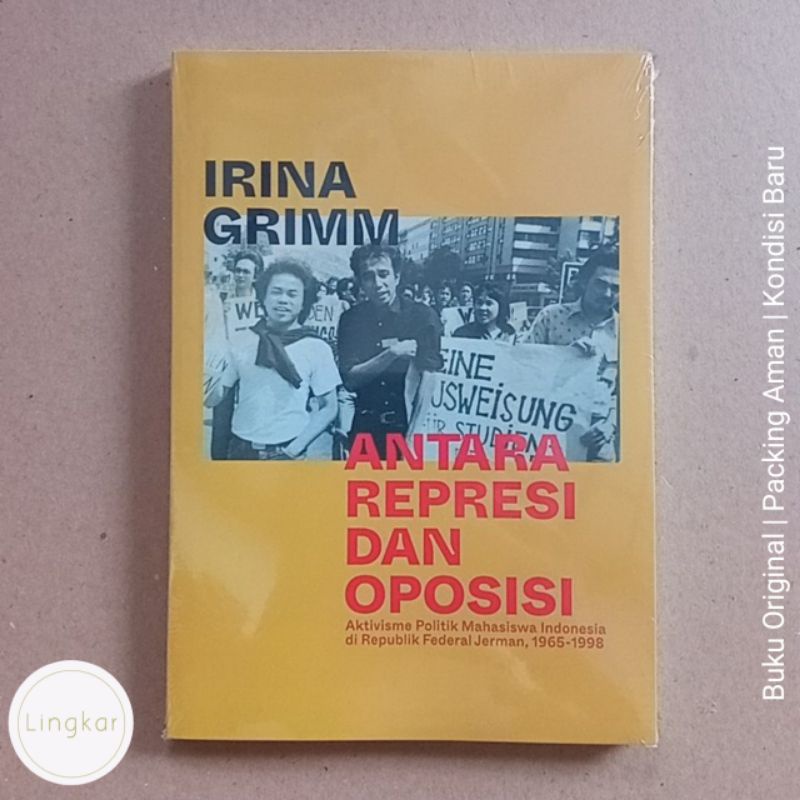 IRINA
GRIMM
EINE
USWEISUNG
ANTARA
REPRESI
DAN
OPOSISI
Aktivisme Politik Mahasiswa Indonesia
di Republik Federal Jerman, 1965-1998
Lingkar
Buku Original | Packing Aman | Kondisi Baru